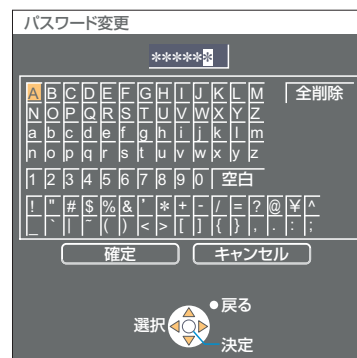 パスワード変更
******
A B C D E F G H I J K L M 全削除
N O P Q R S T U V W X Y Z
a b c d e f g h i j k l m
n o p q r s t u v w x y z
1 2 3 4 5 6 7 8 9 0 空白
! " # $ % & ' * + - / = ? @ ¥ ^
_ ` | ~ ( ) < > [ ] { } , . : ;
確定 キャンセル
●戻る
選択
決定